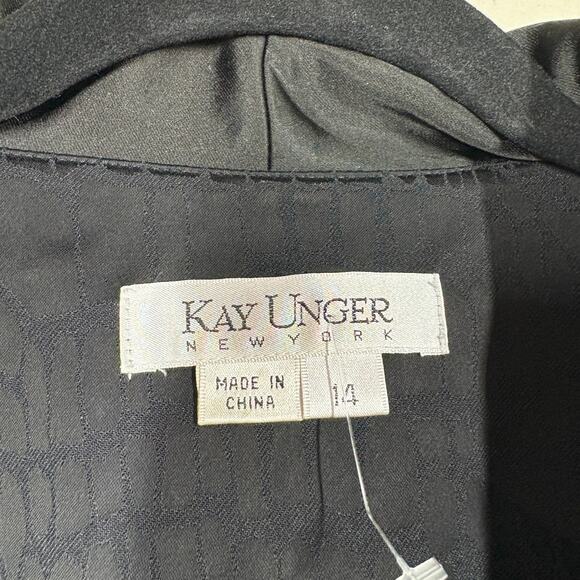 KAY UNGER
NEW YORK
MADE IN
CHINA
14